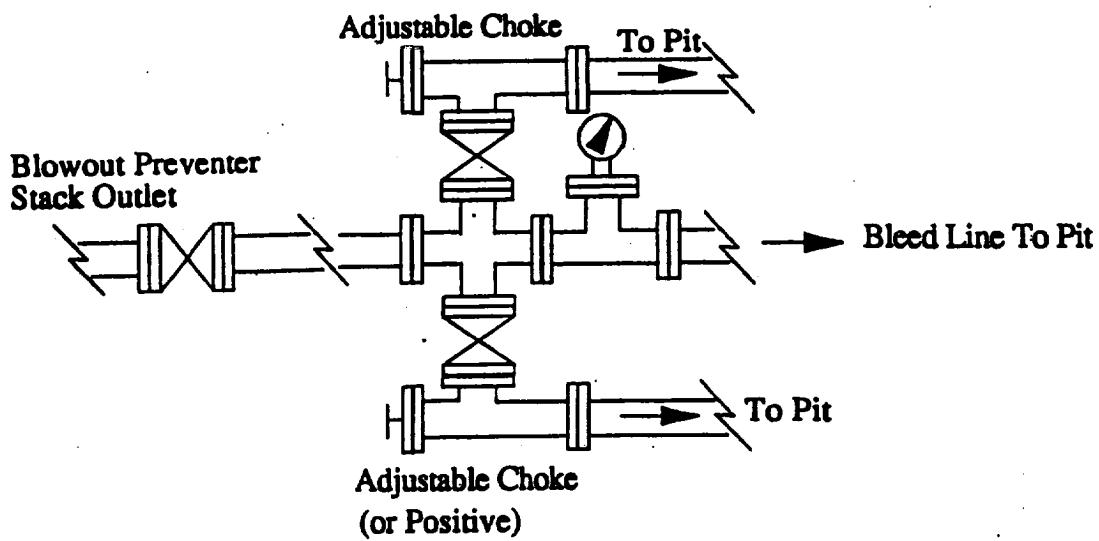 Adjustable Choke
To Pit
Blowout Preventer
Stack Outlet
Bleed Line To Pit
To Pit
Adjustable Choke
(or Positive)